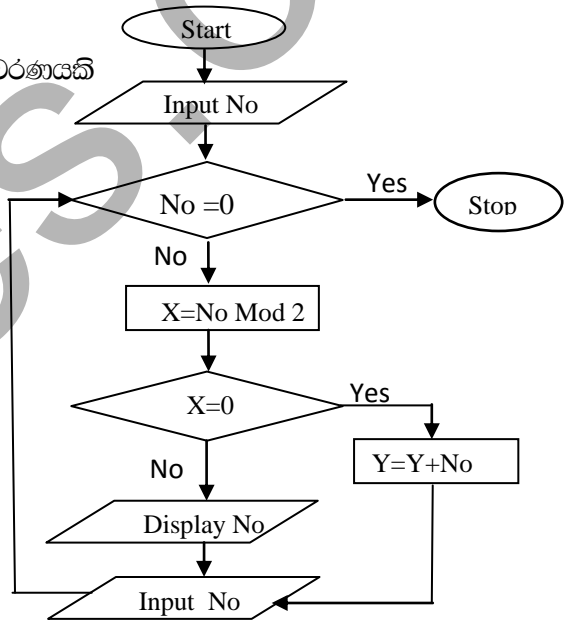 Start
Input No
No =0
Yes
Stop
No
X=No Mod 2
X=0
Yes
Y=Y+No
No
Display No
Input No